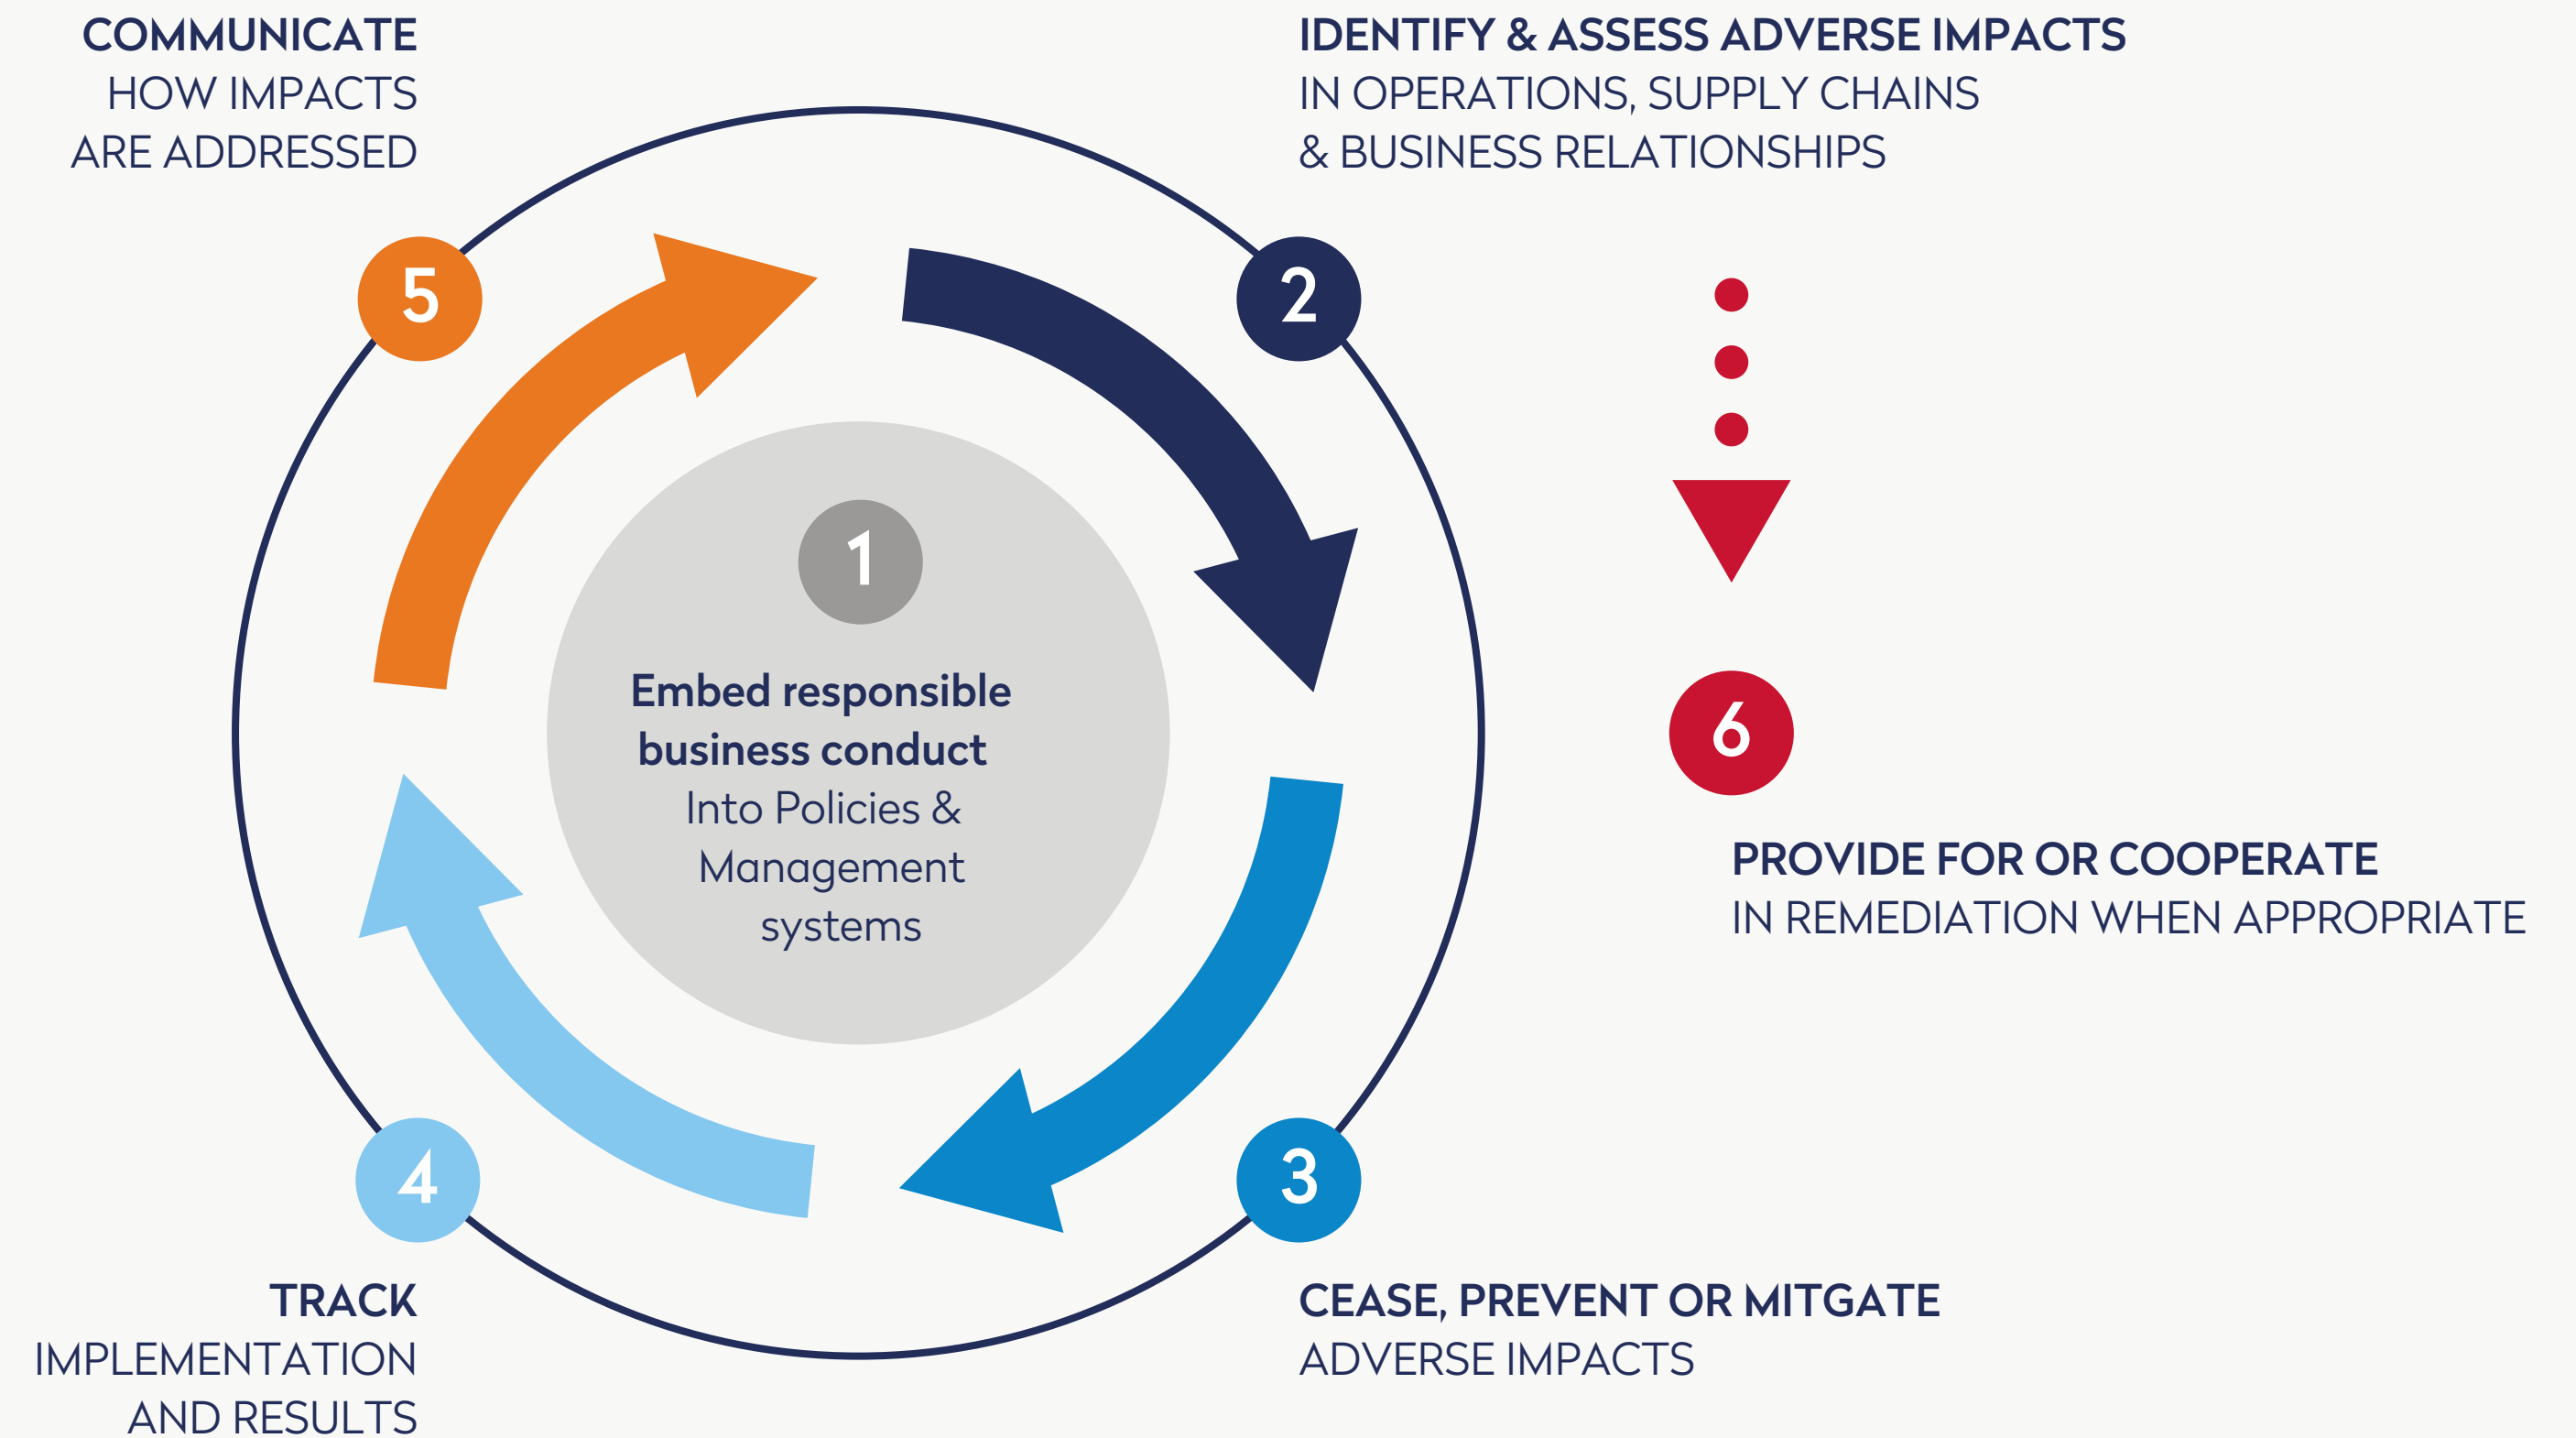 COMMUNICATE
HOW IMPACTS
ARE ADDRESSED
IDENTIFY & ASSESS ADVERSE IMPACTS
IN OPERATIONS, SUPPLY CHAINS
& BUSINESS RELATIONSHIPS
5
2
1
Embed responsible
business conduct
Into Policies &
Management
systems
6
PROVIDE FOR OR COOPERATE
IN REMEDIATION WHEN APPROPRIATE
4
3
TRACK
IMPLEMENTATION
AND RESULTS
CEASE, PREVENT OR MITGATE
ADVERSE IMPACTS